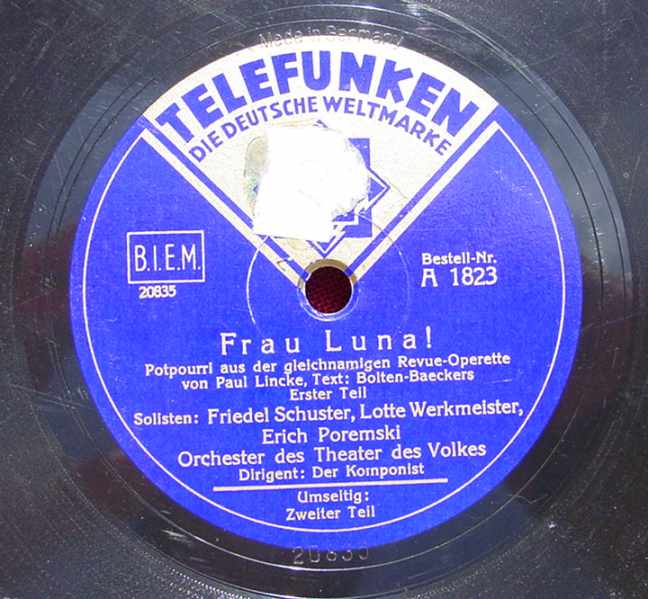 Made in Germany
TELEFUNKEN
DIE DEUTSCHE WELTMARKE
B.I.E.M.
20835
Bestell-Nr.
A 1823
Frau Luna!
Potpourri aus der gleichnamigen Revue-Operette
von Paul Lincke, Text: Bolten-Baeckers
Erster Teil
Solisten: Friedel Schuster, Lotte Werkmeister,
Erich Poremski
Orchester des Theater des Volkes
Dirigent: Der Komponist
Umseitig:
Zweiter Teil
20835